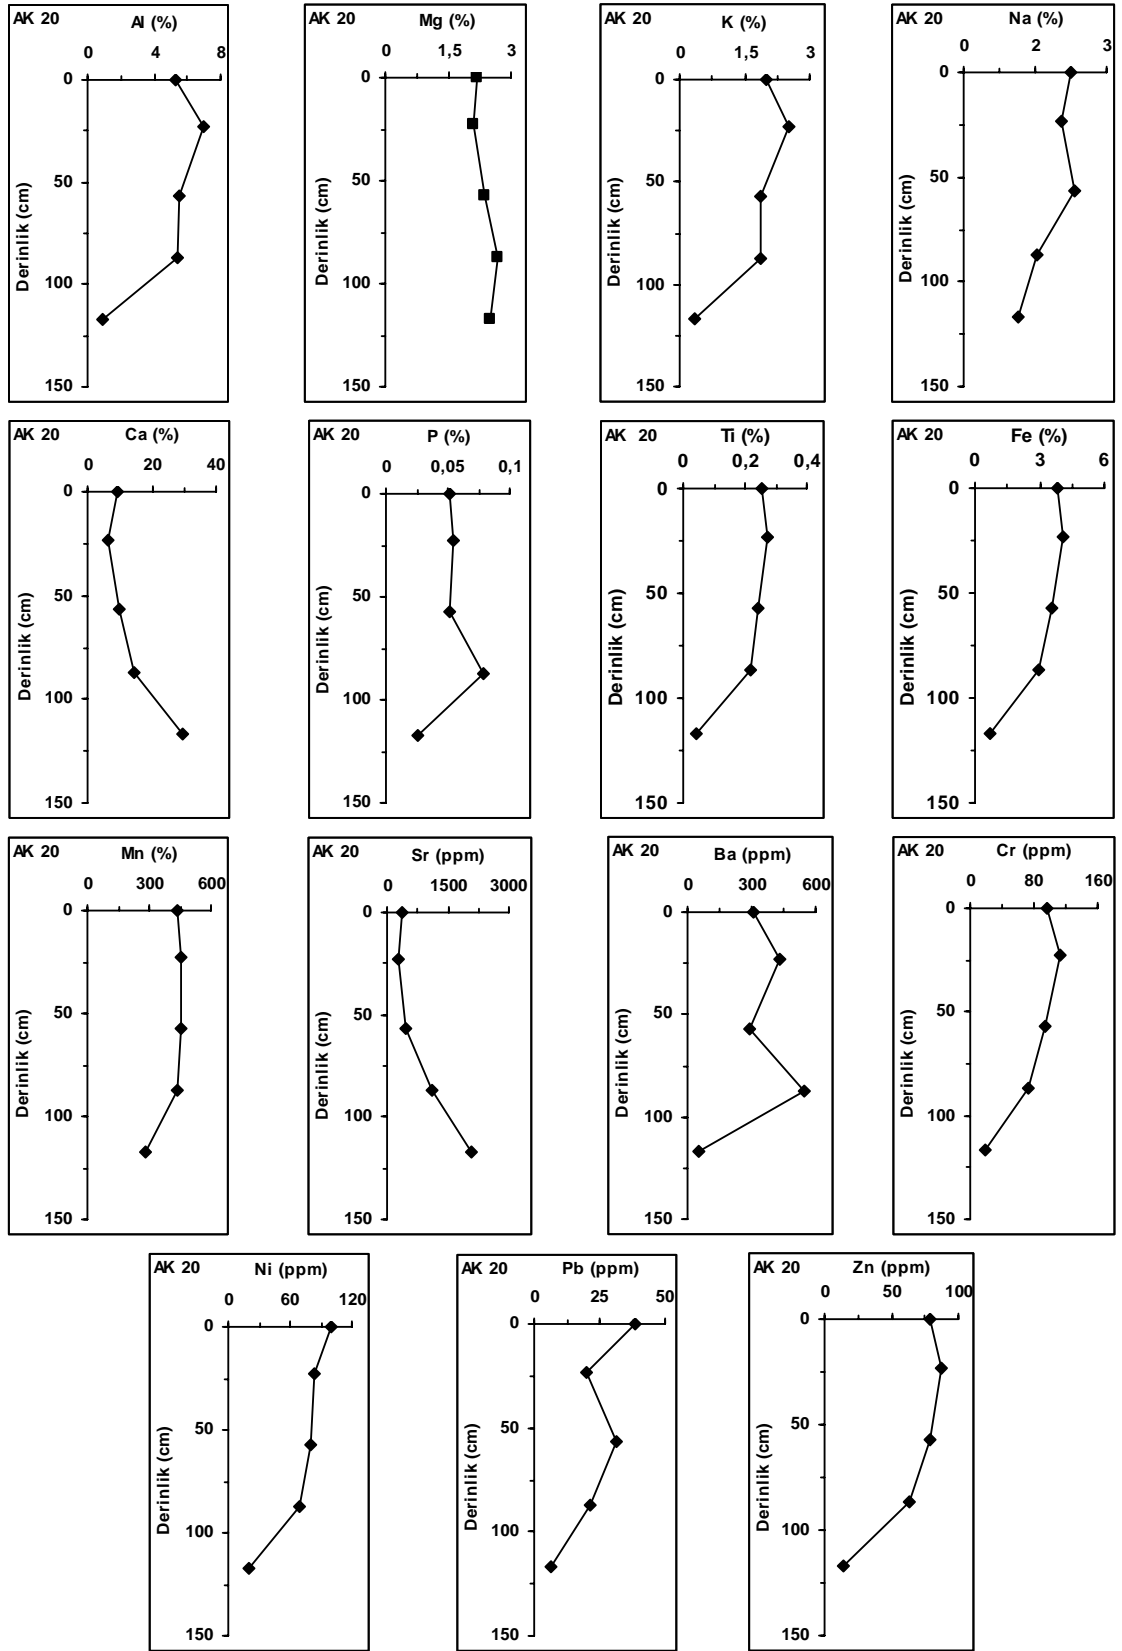 AK 20 Al (%)
0 4 8
0
50
100
150
Derinlik (cm)
AK 20
Mg (%)
0 1,5 3
0
50
100
150
Derinlik (cm)
AK 20 K (%)
0 1,5 3
0
50
100
150
Derinlik (cm)
AK 20 Na (%)
0 2 3
0
50
100
150
Derinlik (cm)
AK 20 Ca (%)
0 20 40
0
50
100
150
Derinlik (cm)
AK 20 P (%)
0 0,05 0,1
0
50
100
150
Derinlik (cm)
AK 20 Ti (%)
0 0,2 0,4
0
50
100
150
Derinlik (cm)
AK 20 Fe (%)
0 3 6
0
50
100
150
Derinlik (cm)
AK 20 Mn (%)
0 300 600
0
50
100
150
Derinlik (cm)
AK 20 Sr (ppm)
0 1500 3000
0
50
100
150
Derinlik (cm)
AK 20 Ba (ppm)
0 300 600
0
50
100
150
Derinlik (cm)
AK 20 Cr (ppm)
0 80 160
0
50
100
150
Derinlik (cm)
AK 20 Ni (ppm)
0 60 120
0
50
100
150
Derinlik (cm)
AK 20 Pb (ppm)
0 25 50
0
50
100
150
Derinlik (cm)
AK 20 Zn (ppm)
0 50 100
0
50
100
150
Derinlik (cm)